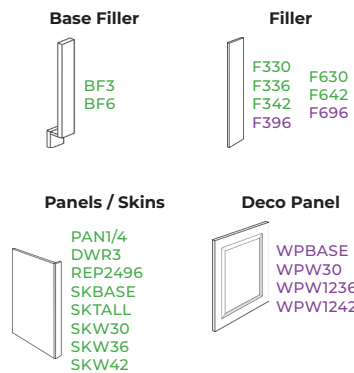 Base Filler
BF3
BF6
Filler
F330
F336
F342
F396
F630
F642
F696
Panels / Skins
PAN1/4
DWR3
REP2496
SKBASE
SKTALL
SKW30
SKW36
SKW42
Deco Panel
WPBASE
WPW30
WPW1236
WPW1242